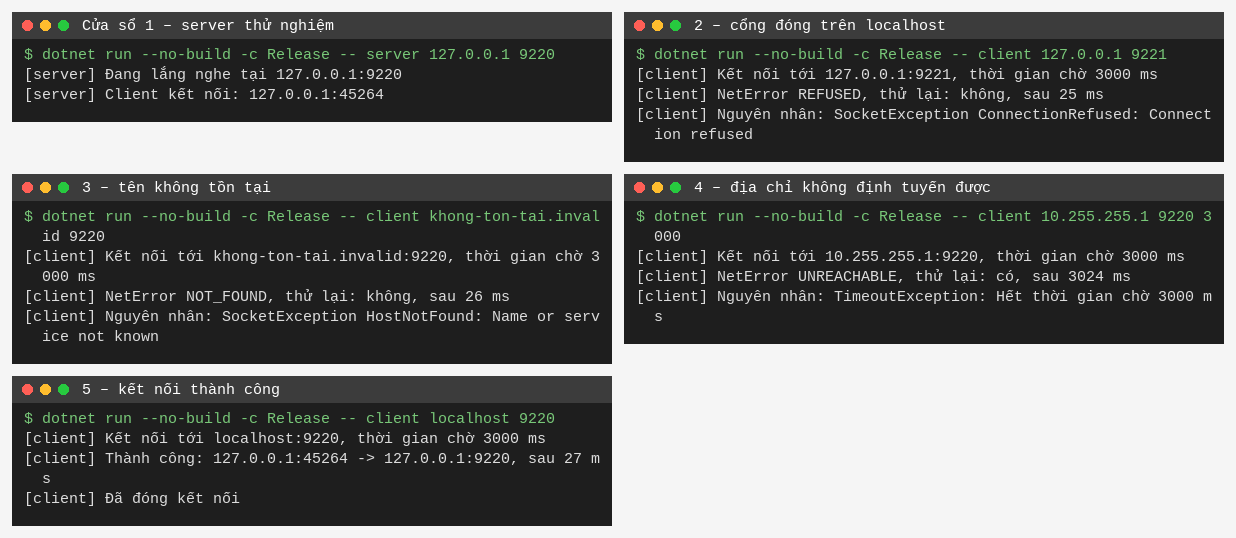 Cửa sổ 1 – server thử nghiệm
$ dotnet run --no-build -c Release -- server 127.0.0.1 9220
[server] Đang lắng nghe tại 127.0.0.1:9220
[server] Client kết nối: 127.0.0.1:45264
2 – cổng đóng trên localhost
$ dotnet run --no-build -c Release -- client 127.0.0.1 9221
[client] Kết nối tới 127.0.0.1:9221, thời gian chờ 3000 ms
[client] NetError REFUSED, thử lại: không, sau 25 ms
[client] Nguyên nhân: SocketException ConnectionRefused: Connect
ion refused
3 – tên không tồn tại
$ dotnet run --no-build -c Release -- client khong-ton-tai.inval
id 9220
[client] Kết nối tới khong-ton-tai.invalid:9220, thời gian chờ 3
000 ms
[client] NetError NOT_FOUND, thử lại: không, sau 26 ms
[client] Nguyên nhân: SocketException HostNotFound: Name or serv
ice not known
4 – địa chỉ không định tuyến được
$ dotnet run --no-build -c Release -- client 10.255.255.1 9220 3
000
[client] Kết nối tới 10.255.255.1:9220, thời gian chờ 3000 ms
[client] NetError UNREACHABLE, thử lại: có, sau 3024 ms
[client] Nguyên nhân: TimeoutException: Hết thời gian chờ 3000 m
s
5 – kết nối thành công
$ dotnet run --no-build -c Release -- client localhost 9220
[client] Kết nối tới localhost:9220, thời gian chờ 3000 ms
[client] Thành công: 127.0.0.1:45264 -> 127.0.0.1:9220, sau 27 m
s
[client] Đã đóng kết nối